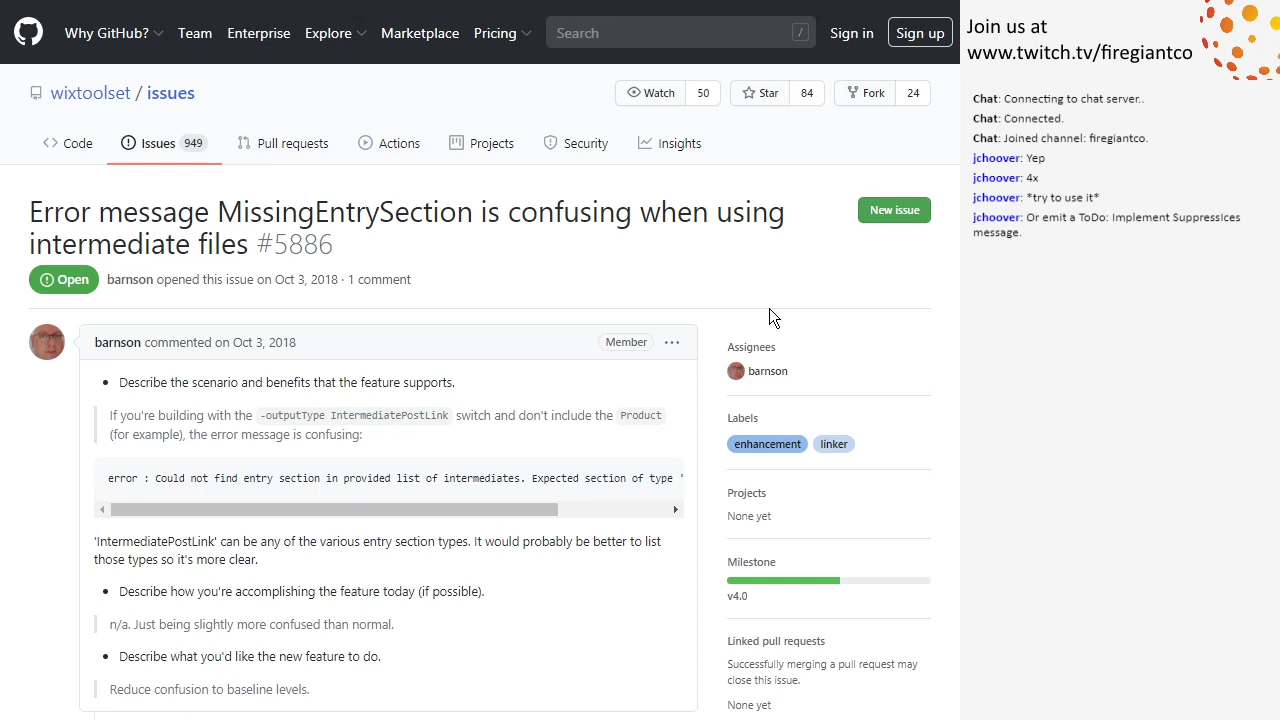 Why GitHub? Team Enterprise Explore Marketplace Pricing Search / Sign in Sign up
wixtoolset / issues
Watch 50 Star 84 Fork 24
Code Issues 949 Pull requests Actions Projects Security Insights
Error message MissingEntrySection is confusing when using
intermediate files #5886
New issue
Open barnson opened this issue on Oct 3, 2018 · 1 comment
barnson commented on Oct 3, 2018 Member ...
• Describe the scenario and benefits that the feature supports.
If you're building with the -outputType IntermediatePostLink switch and don't include the Product
(for example), the error message is confusing:
error : Could not find entry section in provided list of intermediates. Expected section of type '
'IntermediatePostLink' can be any of the various entry section types. It would probably be better to list
those types so it's more clear.
• Describe how you're accomplishing the feature today (if possible).
n/a. Just being slightly more confused than normal.
• Describe what you'd like the new feature to do.
Reduce confusion to baseline levels.
Assignees
barnson
Labels
enhancement linker
Projects
None yet
Milestone
v4.0
Linked pull requests
Successfully merging a pull request may
close this issue.
None yet
Join us at
www.twitch.tv/firegiantco
Chat: Connecting to chat server..
Chat: Connected.
Chat: Joined channel: firegiantco.
jchoover: Yep
jchoover: 4x
jchoover: *try to use it*
jchoover: Or emit a ToDo: Implement SuppressIces
message.